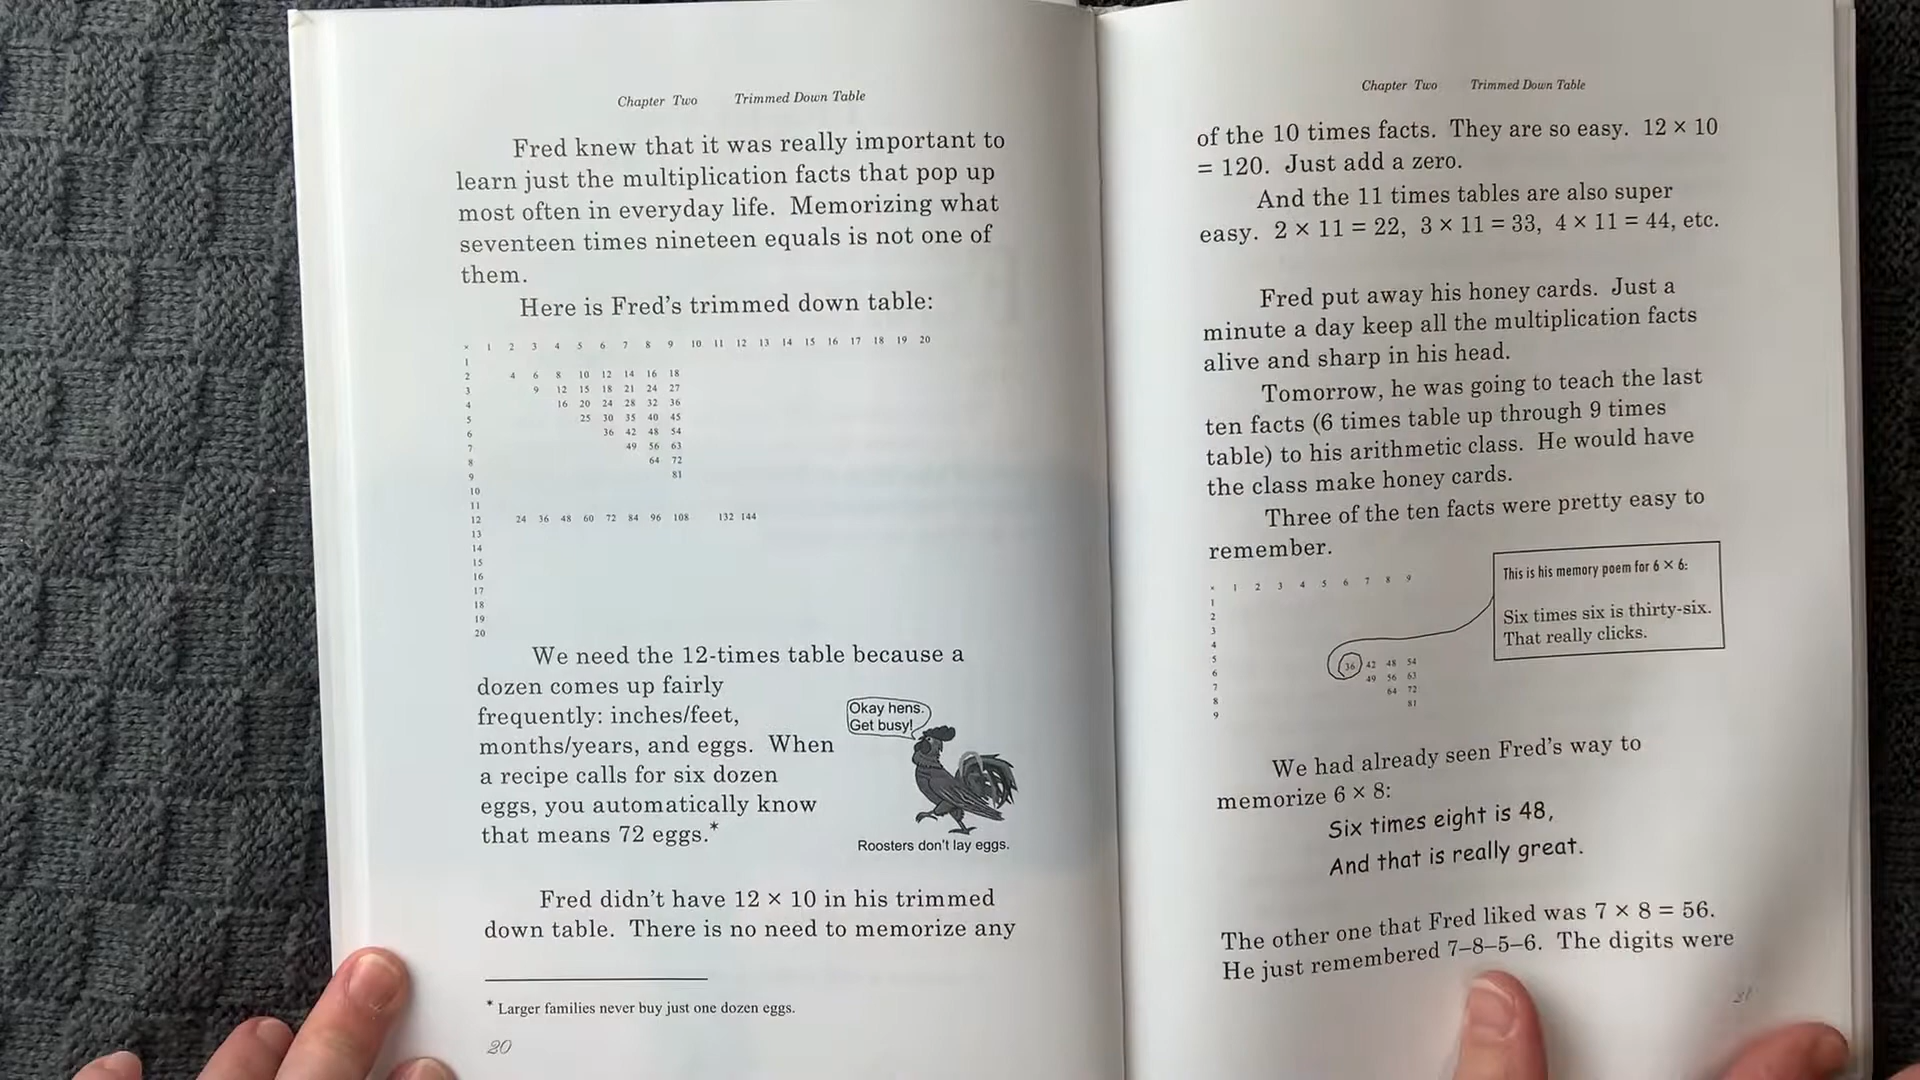 Chapter Two Trimmed Down Table
Fred knew that it was really important to
learn just the multiplication facts that pop up
most often in everyday life. Memorizing what
seventeen times nineteen equals is not one of
them.
Here is Fred's trimmed down table:
× 1 2 3 4 5 6 7 8 9 10 11 12 13 14 15 16 17 18 19 20
1
2 4 6 8 10 12 14 16 18
3 9 12 15 18 21 24 27
4 16 20 24 28 32 36
5 25 30 35 40 45
6 36 42 48 54
7 49 56 63
8 64 72
9 81
10
11
12 24 36 48 60 72 84 96 108 132 144
13
14
15
16
17
18
19
20
We need the 12-times table because a
dozen comes up fairly
frequently: inches/feet,
months/years, and eggs. When
a recipe calls for six dozen
eggs, you automatically know
that means 72 eggs.*
Okay hens.
Get busy!
Roosters don't lay eggs.
Fred didn't have 12 × 10 in his trimmed
down table. There is no need to memorize any
* Larger families never buy just one dozen eggs.
20
Chapter Two Trimmed Down Table
of the 10 times facts. They are so easy. 12 × 10
= 120. Just add a zero.
And the 11 times tables are also super
easy. 2 × 11 = 22, 3 × 11 = 33, 4 × 11 = 44, etc.
Fred put away his honey cards. Just a
minute a day keep all the multiplication facts
alive and sharp in his head.
Tomorrow, he was going to teach the last
ten facts (6 times table up through 9 times
table) to his arithmetic class. He would have
the class make honey cards.
Three of the ten facts were pretty easy to
remember.
× 1 2 3 4 5 6 7 8 9
1
2
3
4
5
6 36 42 48 54
7 49 56 63
8 64 72
9 81
This is his memory poem for 6 × 6:
Six times six is thirty-six.
That really clicks.
We had already seen Fred's way to
memorize 6 × 8:
Six times eight is 48,
And that is really great.
The other one that Fred liked was 7 × 8 = 56.
He just remembered 7–8–5–6. The digits were
21